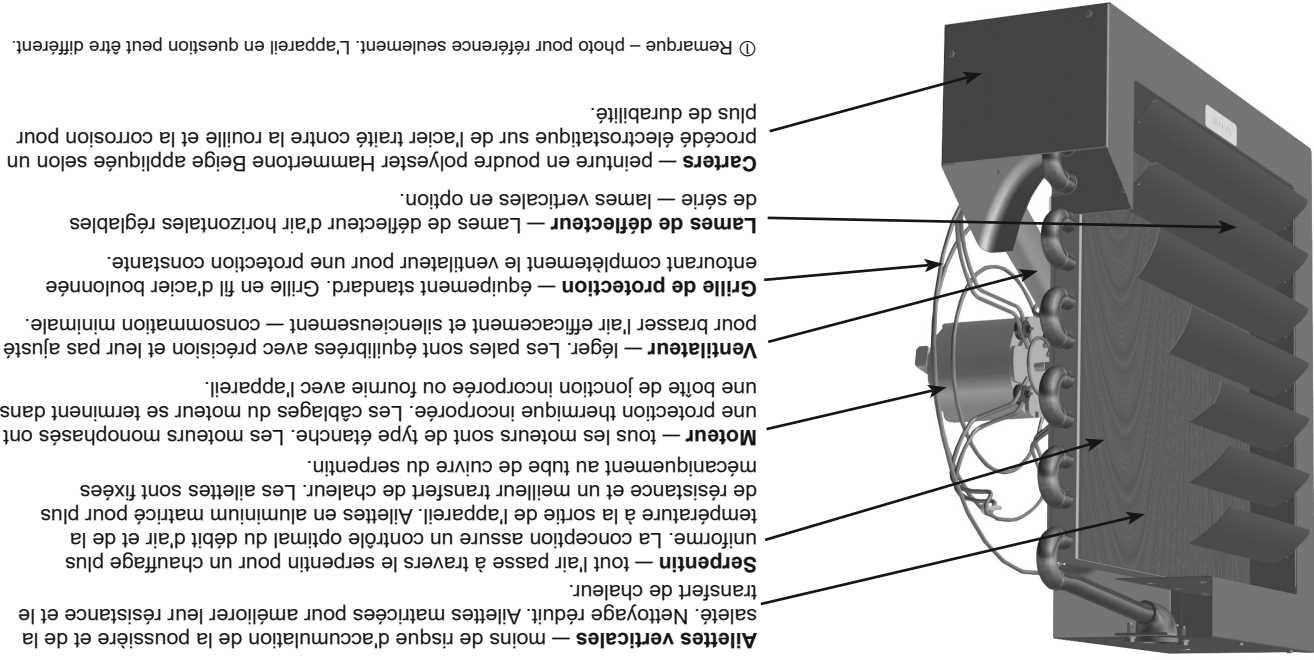 Ailettes verticales — moins de risque d'accumulation de la poussière et de la
saleté. Nettoyage réduit. Ailettes matricées pour améliorer leur résistance et le
transfert de chaleur.
Serpentin — tout l'air passe à travers le serpentin pour un chauffage plus
uniforme. La conception assure un contrôle optimal du débit d'air et de la
température à la sortie de l'appareil. Ailettes en aluminium matricé pour plus
de résistance et un meilleur transfert de chaleur. Les ailettes sont fixées
mécaniquement au tube de cuivre du serpentin.
Moteur — tous les moteurs sont de type étanche. Les moteurs monophasés ont
une protection thermique incorporée. Les câblages du moteur se terminent dans
une boîte de jonction incorporée ou fournie avec l'appareil.
Ventilateur — léger. Les pales sont équilibrées avec précision et leur pas ajusté
pour brasser l'air efficacement et silencieusement — consommation minimale.
Grille de protection — équipement standard. Grille en fil d'acier boulonnée
entourant complètement le ventilateur pour une protection constante.
Lames de déflecteur — Lames de déflecteur d'air horizontales réglables
de série — lames verticales en option.
Carters — peinture en poudre polyester Hammertone Beige appliquée selon un
procédé électrostatique sur de l'acier traité contre la rouille et la corrosion pour
plus de durabilité.
① Remarque – photo pour référence seulement. L'appareil en question peut être différent.